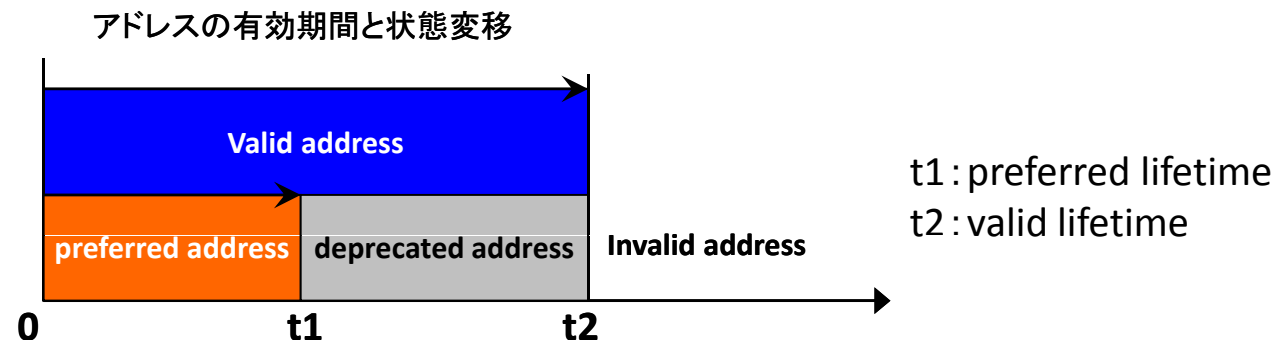 アドレスの有効期間と状態変移
Valid address
preferred address
deprecated address
Invalid address
0
t1
t2
t1：preferred lifetime
t2：valid lifetime